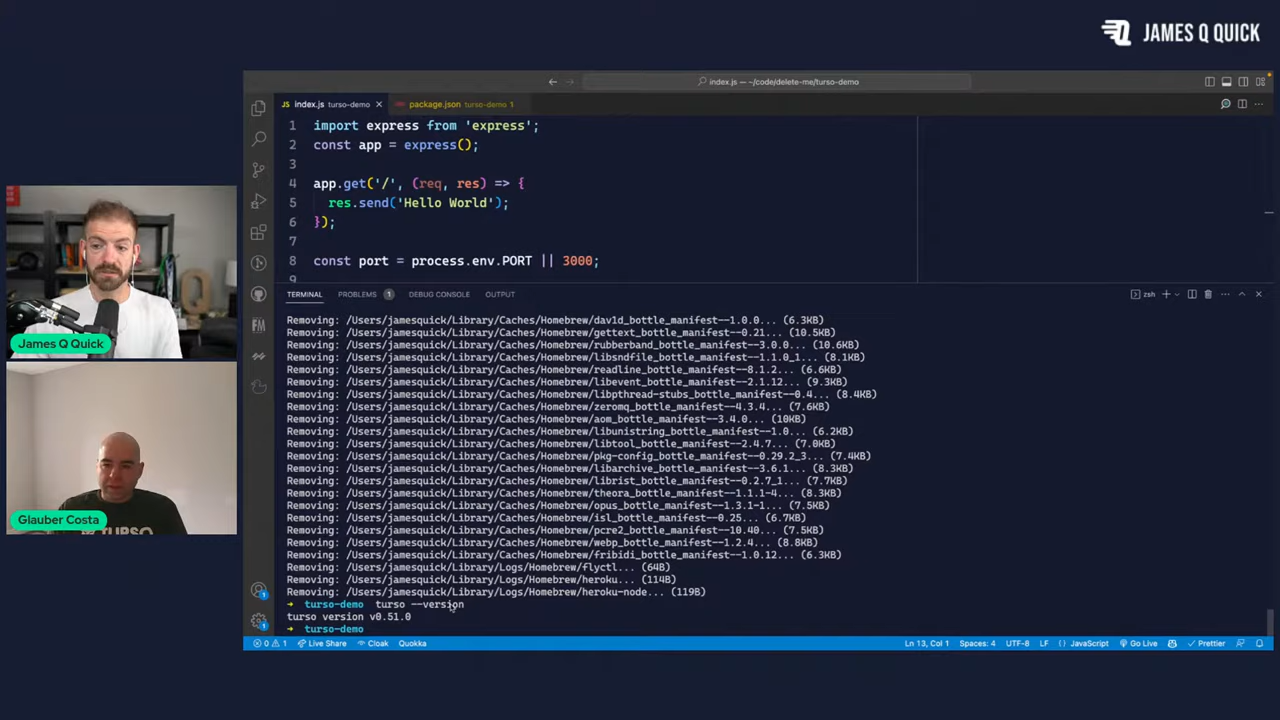 JAMES Q QUICK
index.js — ~/code/delete-me/turso-demo
JS index.js turso-demo
package.json turso-demo 1
1 import express from 'express';
2 const app = express();
3
4 app.get('/', (req, res) => {
5 res.send('Hello World');
6 });
7
8 const port = process.env.PORT || 3000;
9
TERMINAL PROBLEMS 1 DEBUG CONSOLE OUTPUT
zsh
Removing: /Users/jamesquick/Library/Caches/Homebrew/dav1d_bottle_manifest--1.0.0... (6.3KB)
Removing: /Users/jamesquick/Library/Caches/Homebrew/gettext_bottle_manifest--0.21... (10.5KB)
Removing: /Users/jamesquick/Library/Caches/Homebrew/rubberband_bottle_manifest--3.0.0... (10.6KB)
Removing: /Users/jamesquick/Library/Caches/Homebrew/libsndfile_bottle_manifest--1.1.0_1... (8.1KB)
Removing: /Users/jamesquick/Library/Caches/Homebrew/readline_bottle_manifest--8.1.2... (6.6KB)
Removing: /Users/jamesquick/Library/Caches/Homebrew/libevent_bottle_manifest--2.1.12... (9.3KB)
Removing: /Users/jamesquick/Library/Caches/Homebrew/libpthread-stubs_bottle_manifest--0.4... (8.4KB)
Removing: /Users/jamesquick/Library/Caches/Homebrew/zeromq_bottle_manifest--4.3.4... (7.6KB)
Removing: /Users/jamesquick/Library/Caches/Homebrew/aom_bottle_manifest--3.4.0... (10KB)
Removing: /Users/jamesquick/Library/Caches/Homebrew/libunistring_bottle_manifest--1.0... (6.2KB)
Removing: /Users/jamesquick/Library/Caches/Homebrew/libtool_bottle_manifest--2.4.7... (7.0KB)
Removing: /Users/jamesquick/Library/Caches/Homebrew/pkg-config_bottle_manifest--0.29.2_3... (7.4KB)
Removing: /Users/jamesquick/Library/Caches/Homebrew/libarchive_bottle_manifest--3.6.1... (8.3KB)
Removing: /Users/jamesquick/Library/Caches/Homebrew/librist_bottle_manifest--0.2.7_1... (7.7KB)
Removing: /Users/jamesquick/Library/Caches/Homebrew/theora_bottle_manifest--1.1.1-4... (8.3KB)
Removing: /Users/jamesquick/Library/Caches/Homebrew/opus_bottle_manifest--1.3.1-1... (7.5KB)
Removing: /Users/jamesquick/Library/Caches/Homebrew/isl_bottle_manifest--0.25... (6.7KB)
Removing: /Users/jamesquick/Library/Caches/Homebrew/pcre2_bottle_manifest--10.40... (7.5KB)
Removing: /Users/jamesquick/Library/Caches/Homebrew/webp_bottle_manifest--1.2.4... (8.8KB)
Removing: /Users/jamesquick/Library/Caches/Homebrew/fribidi_bottle_manifest--1.0.12... (6.3KB)
Removing: /Users/jamesquick/Library/Logs/Homebrew/flyctl... (64B)
Removing: /Users/jamesquick/Library/Logs/Homebrew/heroku... (114B)
Removing: /Users/jamesquick/Library/Logs/Homebrew/heroku-node... (119B)
➜ turso-demo turso --version
turso version v0.51.0
➜ turso-demo
0 1 Live Share Cloak Quokka
Ln 13, Col 1 Spaces: 4 UTF-8 LF { } JavaScript Go Live Prettier
James Q Quick
TURSO
Glauber Costa
FM
1
1